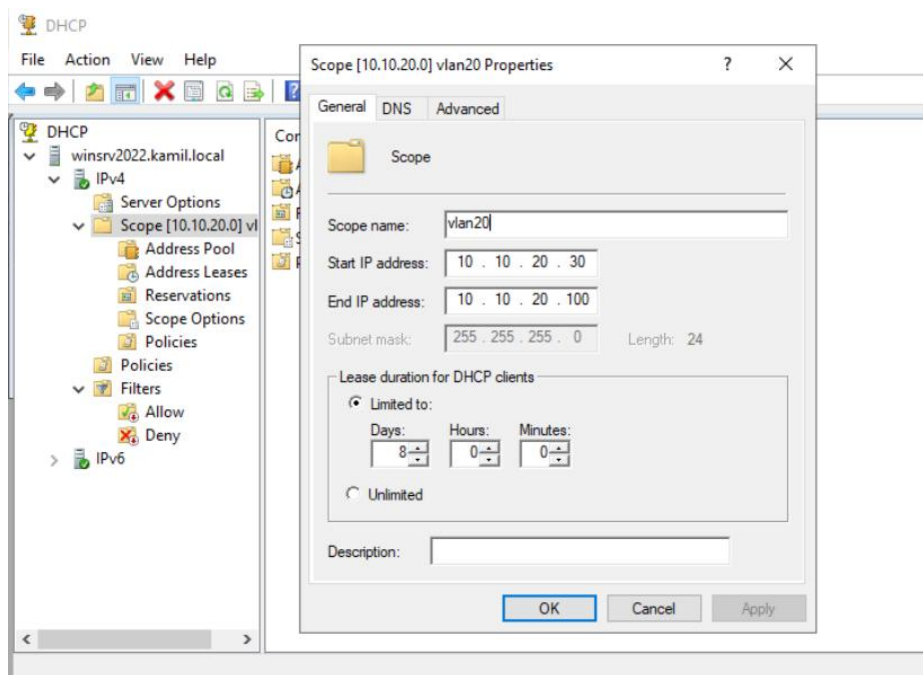 DHCP
File Action View Help
DHCP
winsrv2022.kamil.local
IPv4
Server Options
Scope [10.10.20.0] vl
Address Pool
Address Leases
Reservations
Scope Options
Policies
Policies
Filters
Allow
Deny
IPv6
Scope [10.10.20.0] vlan20 Properties ? X
General DNS Advanced
Scope
Scope name: vlan20
Start IP address: 10 . 10 . 20 . 30
End IP address: 10 . 10 . 20 . 100
Subnet mask: 255 . 255 . 255 . 0 Length: 24
Lease duration for DHCP clients
Limited to:
Days: Hours: Minutes:
8 0 0
Unlimited
Description:
OK Cancel Apply